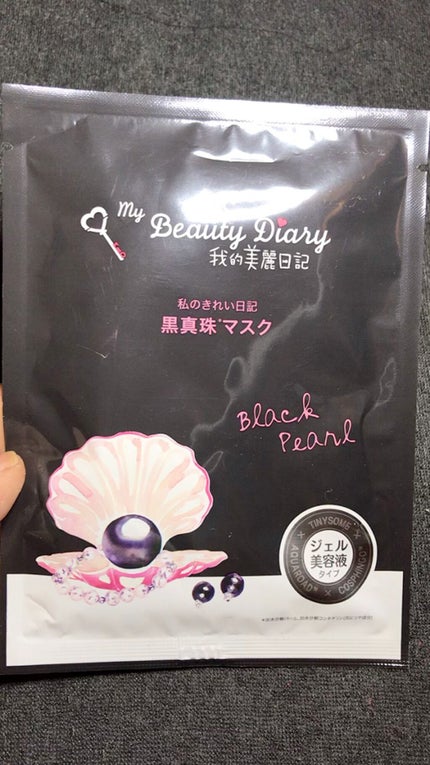 My
Beauty Diary
我的美麗日記
私のきれい日記
黒真珠*マスク
Black
Pearl
TINYSOME
ジェル
美容液
タイプ